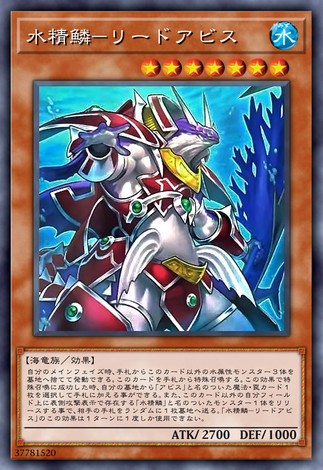 水精鱗－リードアビス
水
【海竜族／効果】
自分のメインフェイズ時、手札からこのカード以外の水属性モンスター３体を
墓地へ捨てて発動できる。このカードを手札から特殊召喚する。この効果で特
殊召喚に成功した時、自分の墓地から「アビス」と名のついた魔法・罠カード１
枚を選択して手札に加える事ができる。また、このカード以外の自分フィール
ド上に表側攻撃表示で存在する「水精鱗」と名のついたモンスター１体をリリ
ースする事で、相手の手札をランダムに１枚墓地へ送る。「水精鱗－リードアビ
ス」のこの効果は１ターンに１度しか使用できない。
ATK/ 2700 DEF/1000
37781520